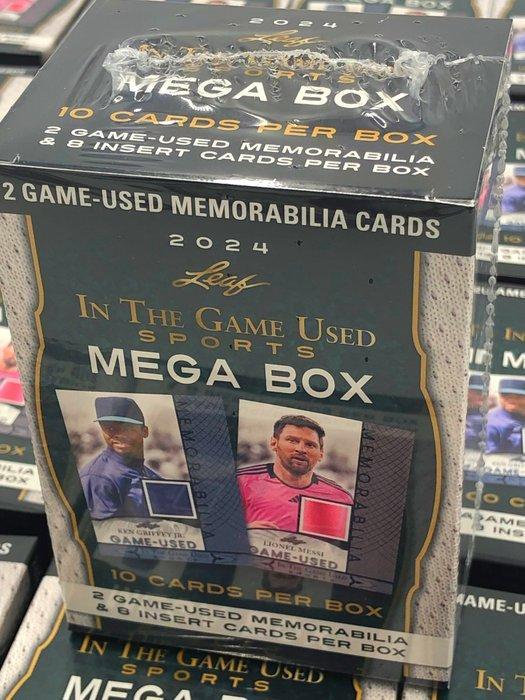 2024
Leaf
SPORTS
MEGA BOX
10 CARDS PER BOX
2 GAME-USED MEMORABILIA
& 8 INSERT CARDS PER BOX
2 GAME-USED MEMORABILIA CARDS
2024
Leaf
IN THE GAME USED
SPORTS
MEGA BOX
MEMORABILIA
MEMORABILIA
KEN GRIFFEY JR.
GAME-USED
LIONEL MESSI
GAME-USED
10 CARDS PER BOX
2 GAME-USED MEMORABILIA
& 8 INSERT CARDS PER BOX
IN THE GAME USED
SPORTS
MEGA BOX